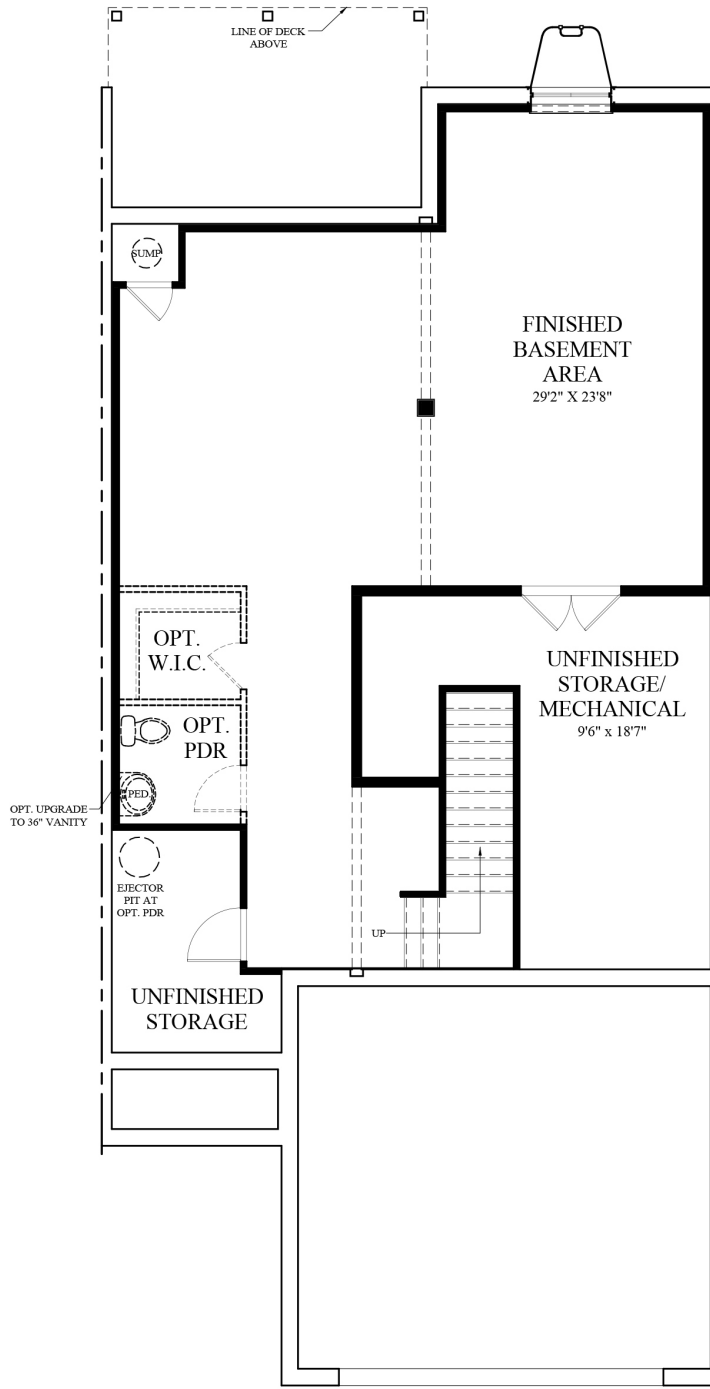 LINE OF DECK
ABOVE
SUMP
FINISHED
BASEMENT
AREA
29'2" X 23'8"
OPT.
W.I.C.
UNFINISHED
STORAGE/
MECHANICAL
9'6" x 18'7"
OPT.
PDR
PED.
OPT. UPGRADE
TO 36" VANITY
EJECTOR
PIT AT
OPT. PDR
UP
UNFINISHED
STORAGE